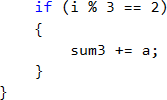 if (i % 3 == 2)
{
sum3 += a;
}
}